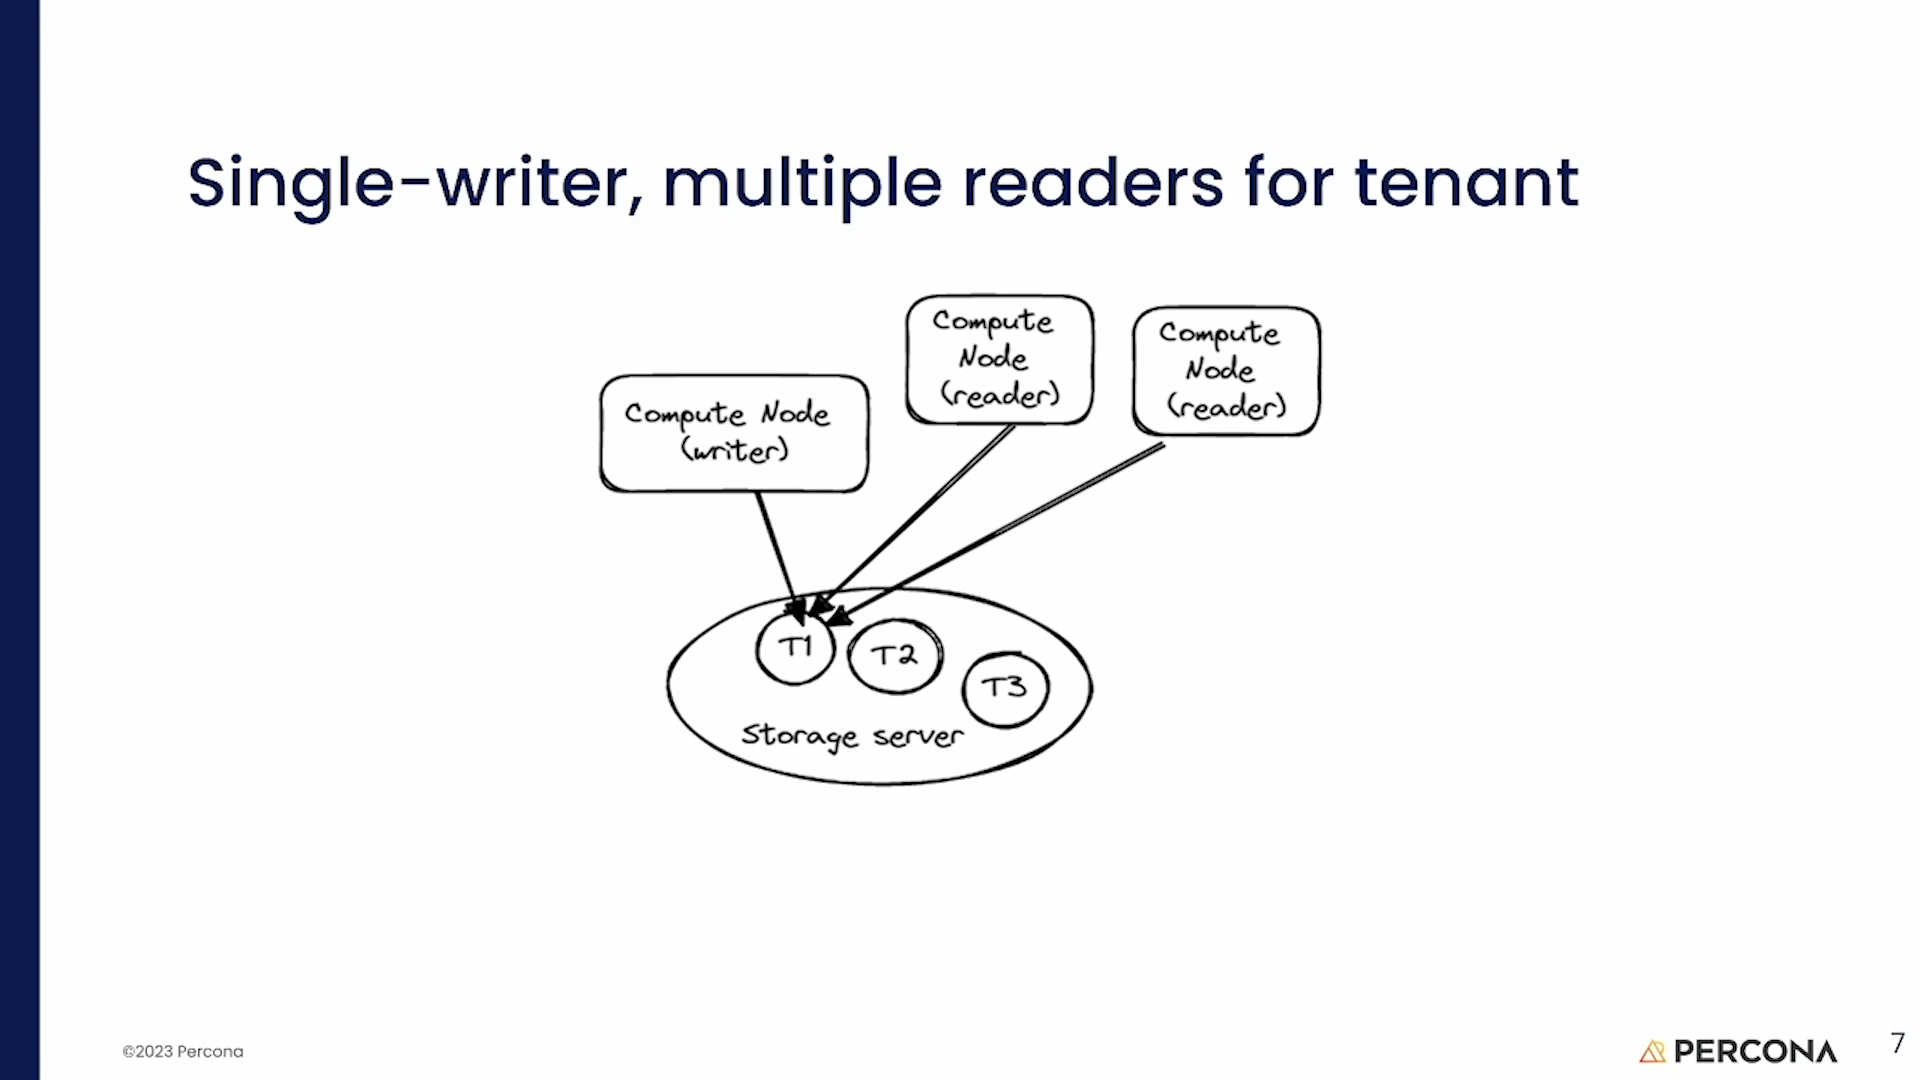 Single-writer, multiple readers for tenant
Compute Node
(writer)
Compute
Node
(reader)
Compute
Node
(reader)
T1
T2
T3
Storage server
©2023 Percona
PERCONA
7